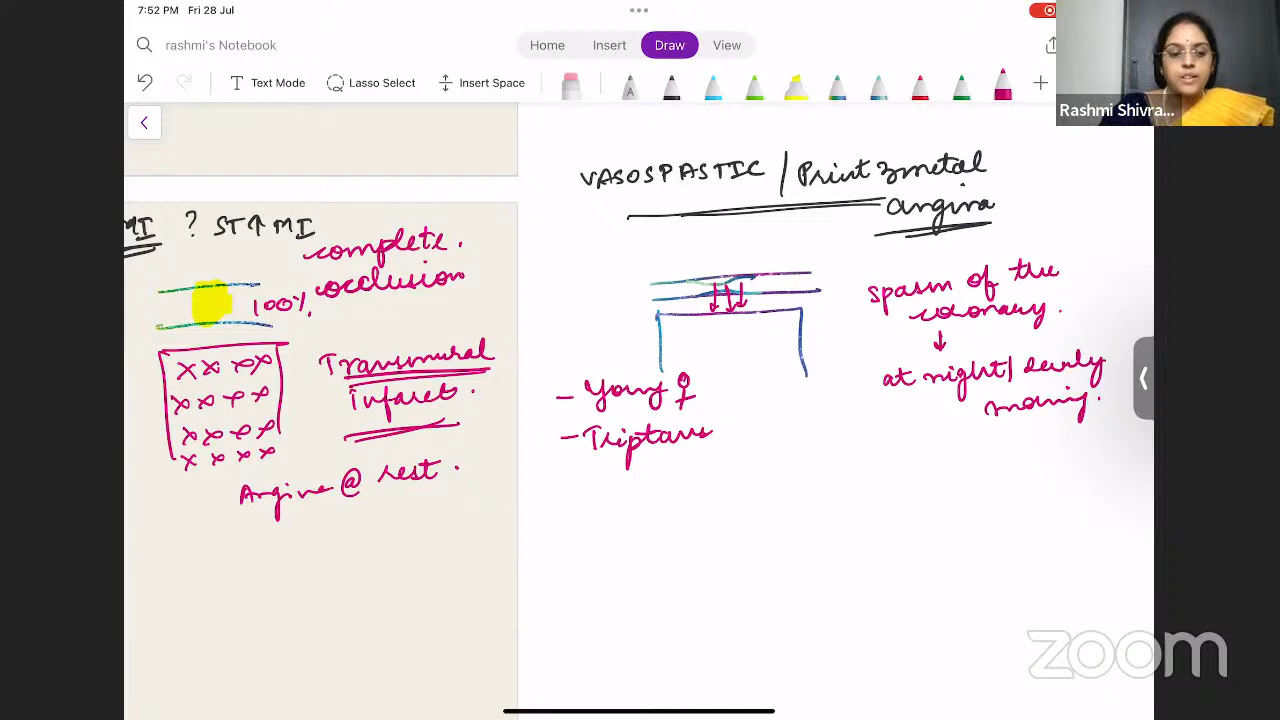 7:52 PM Fri 28 Jul
rashmi's Notebook
Home Insert Draw View
Text Mode
Lasso Select
Insert Space
A
Rashmi Shivra...
MI ? ST↑ MI
complete.
occlusion
100%
Transmural
Infarct.
Angina @ rest.
VASOSPASTIC / Prinzmetal
angina
spasm of the
coronary.
↓
at night / early
morning.
- Young ♀
- Triptans
zoom